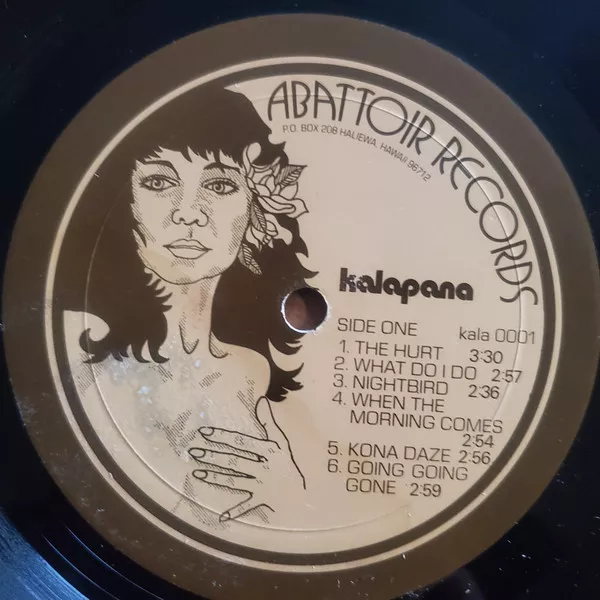 ABATTOIR RECORDS
P.O. BOX 208 HALIEWA, HAWAII 96712
kalapana
SIDE ONE kala 0001
1. THE HURT 3:30
2. WHAT DO I DO 2:57
3. NIGHTBIRD 2:36
4. WHEN THE
MORNING COMES
2:54
5. KONA DAZE 2:56
6. GOING GOING
GONE 2:59